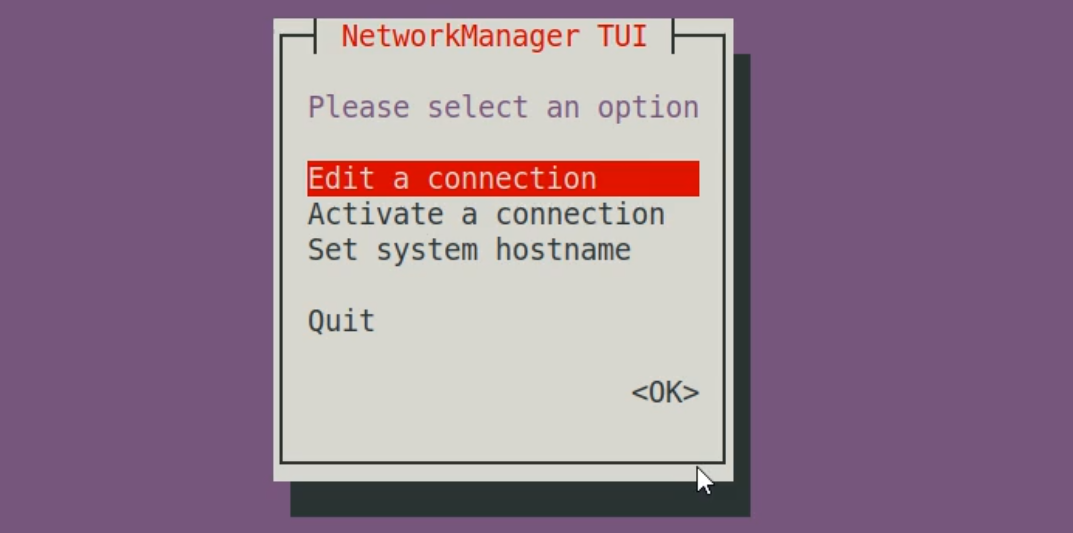 NetworkManager TUI
Please select an option
Edit a connection
Activate a connection
Set system hostname
Quit
<OK>